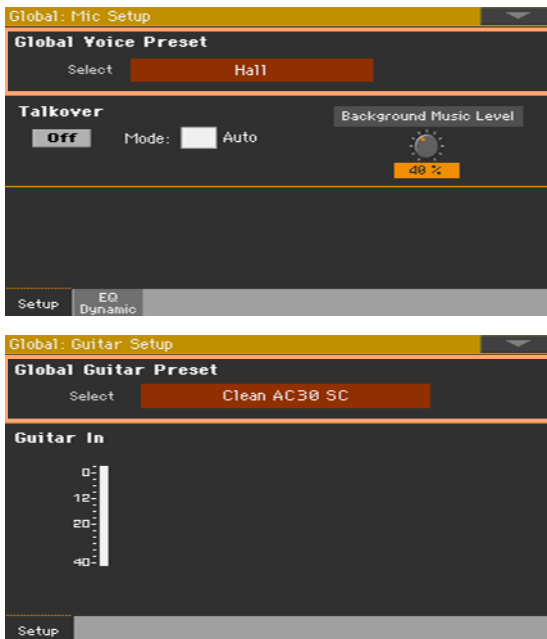 Global: Mic Setup
Global Voice Preset
Select Hall
Talkover
Background Music Level
Off Mode: Auto
40 %
Setup EQ
Dynamic
Global: Guitar Setup
Global Guitar Preset
Select Clean AC30 SC
Guitar In
0
12
20
40
Setup